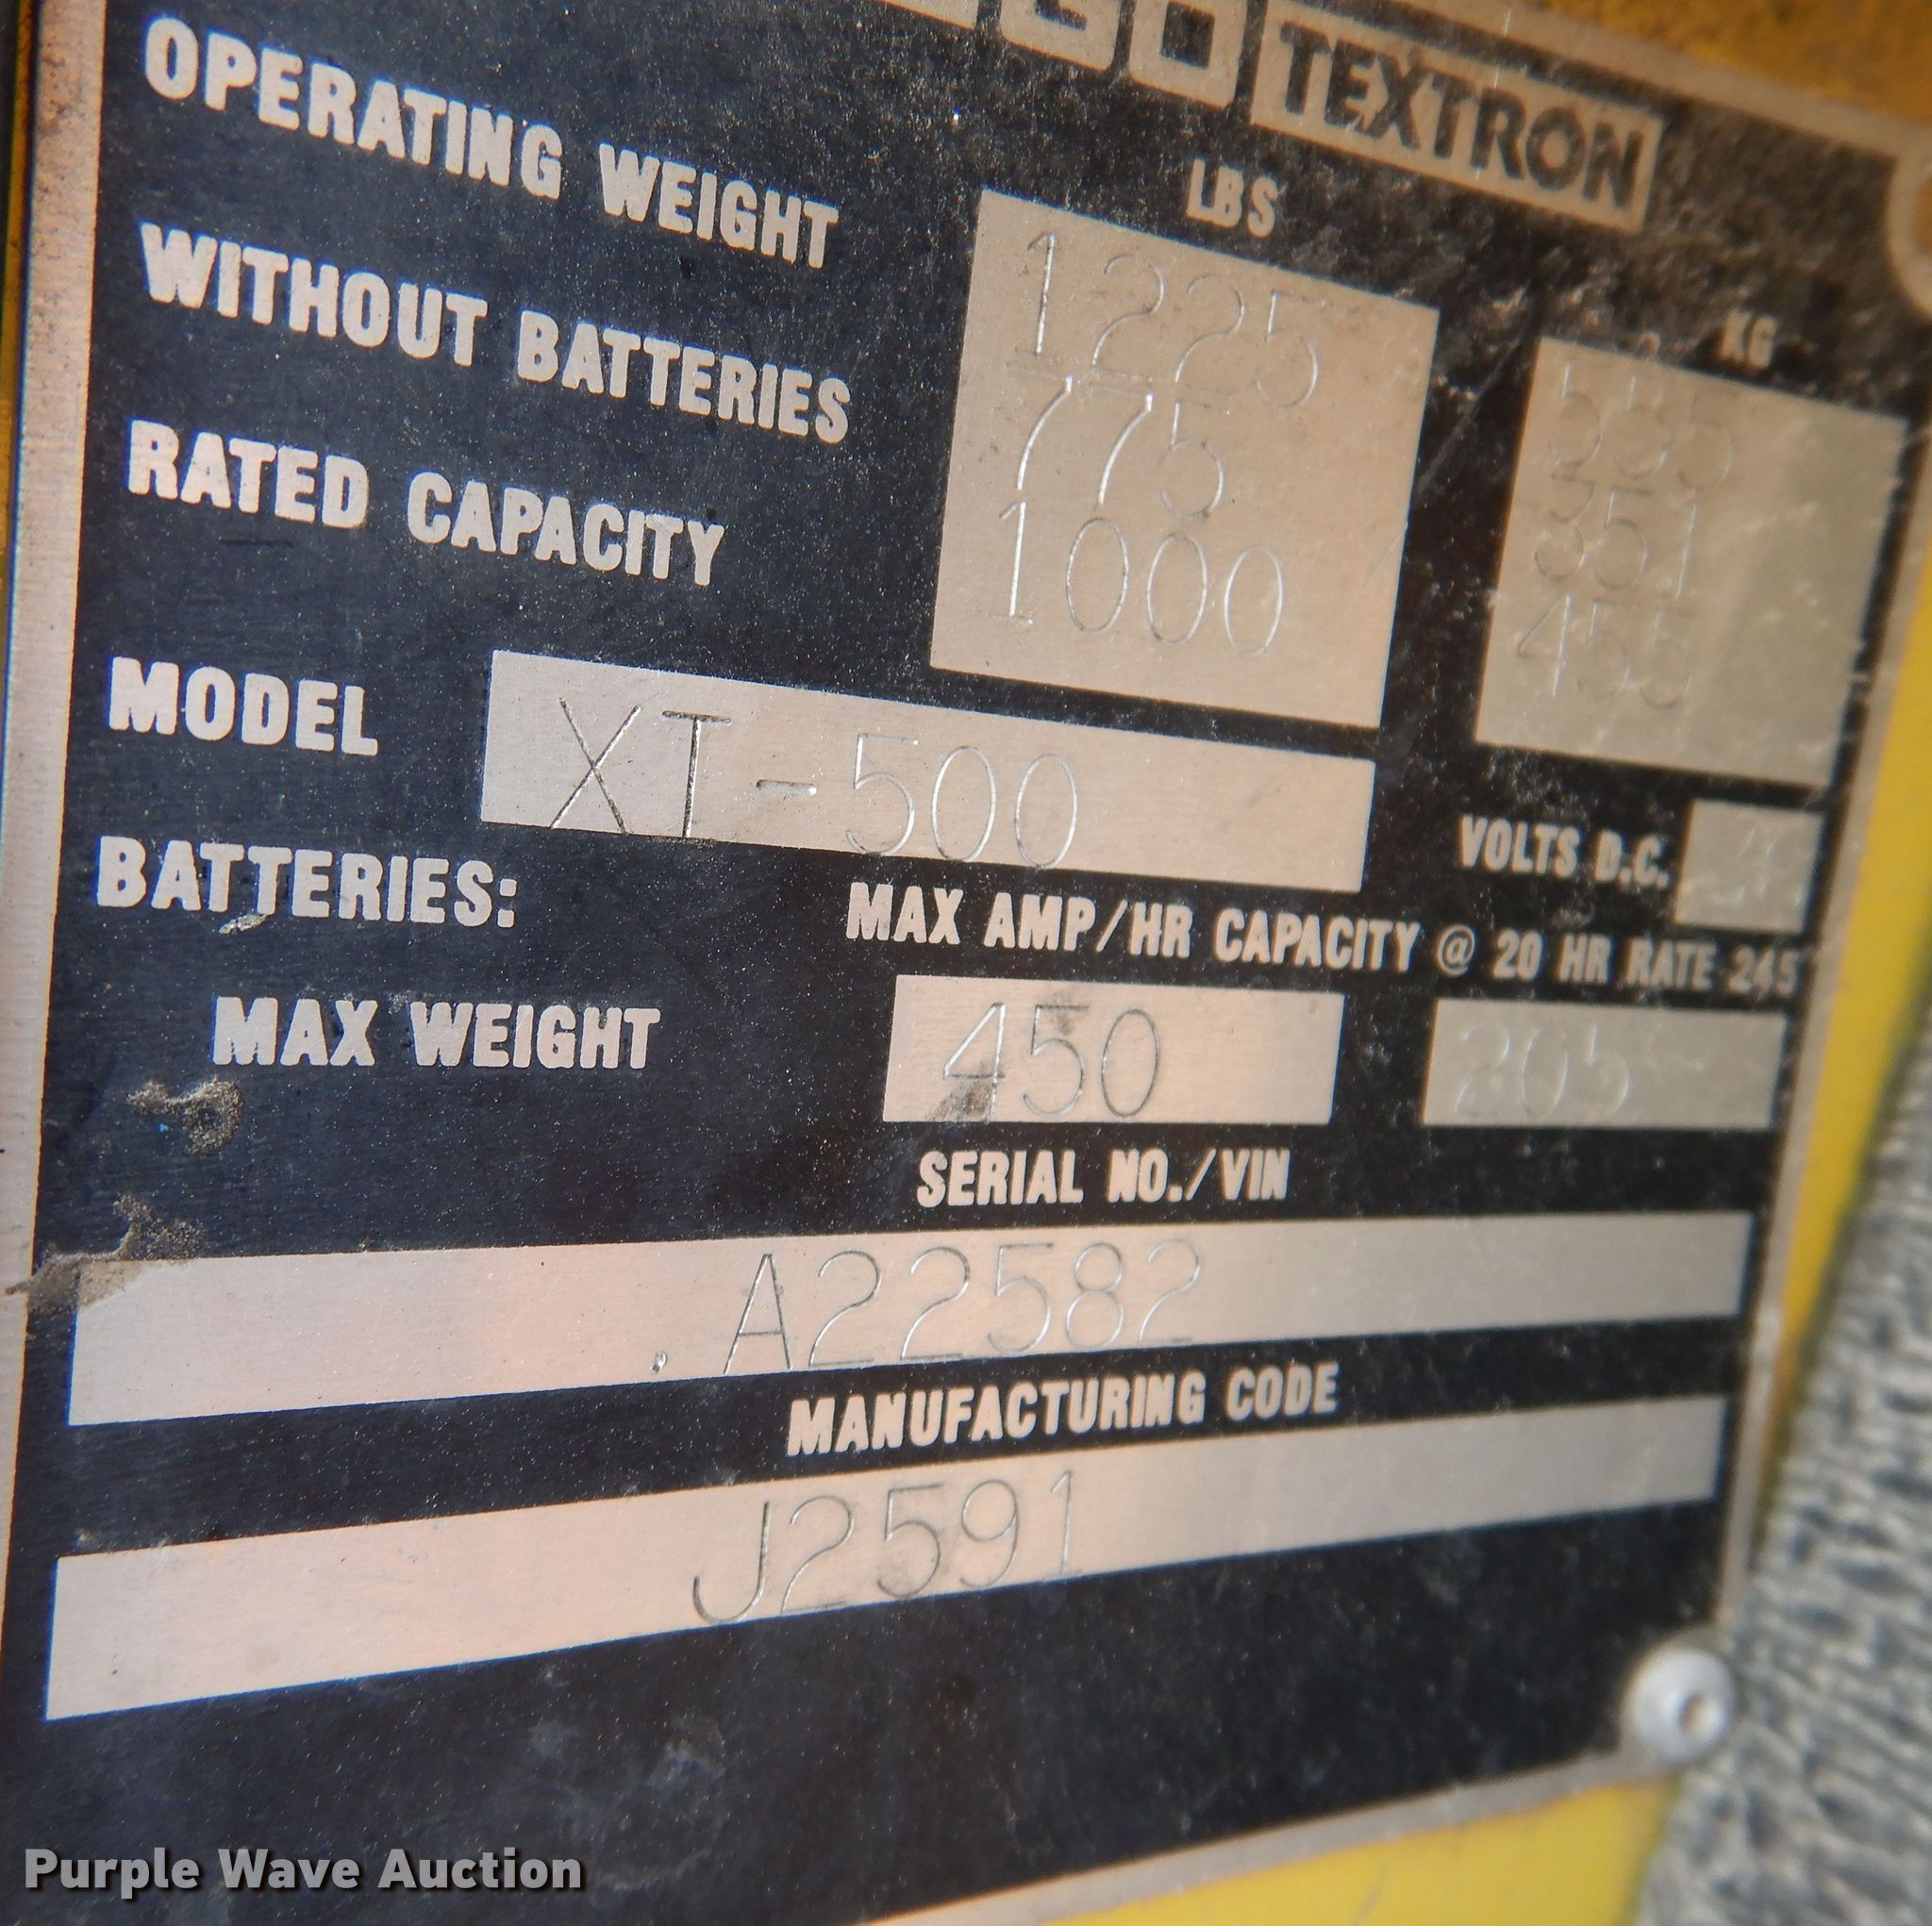 GO TEXTRON
LBS KG
OPERATING WEIGHT 1225 555
WITHOUT BATTERIES 775 351
RATED CAPACITY 1000 455
MODEL XT-500
VOLTS D.C.
BATTERIES:
MAX AMP/HR CAPACITY @ 20 HR RATE 245
MAX WEIGHT 450 205
SERIAL NO./VIN
.A22582
MANUFACTURING CODE
J2591
Purple Wave Auction